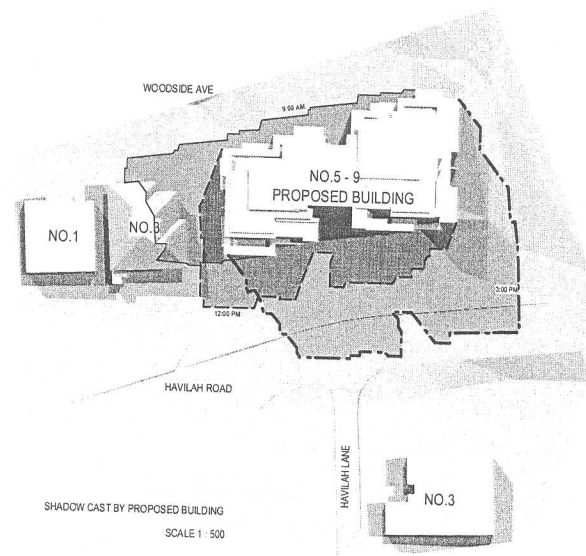 WOODSIDE AVE
9:00 AM
NO.5 - 9
PROPOSED BUILDING
NO.1
NO.3
3:00 PM
12:00 PM
HAVILAH ROAD
HAVILAH LANE
NO.3
SHADOW CAST BY PROPOSED BUILDING
SCALE 1 : 500